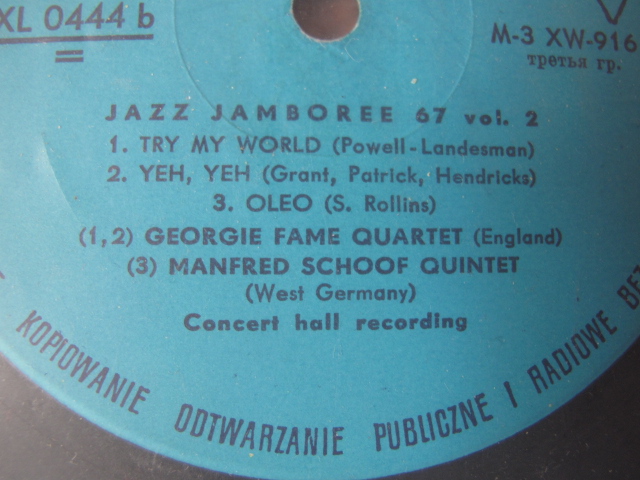 XL 0444 b
M-3 XW-916
третья гр.
JAZZ JAMBOREE 67 vol. 2
1. TRY MY WORLD (Powell-Landesman)
2. YEH, YEH (Grant, Patrick, Hendricks)
3. OLEO (S. Rollins)
(1,2) GEORGIE FAME QUARTET (England)
(3) MANFRED SCHOOF QUINTET
(West Germany)
Concert hall recording
KOPIOWANIE ODTWARZANIE PUBLICZNE I RADIOWE BEZ